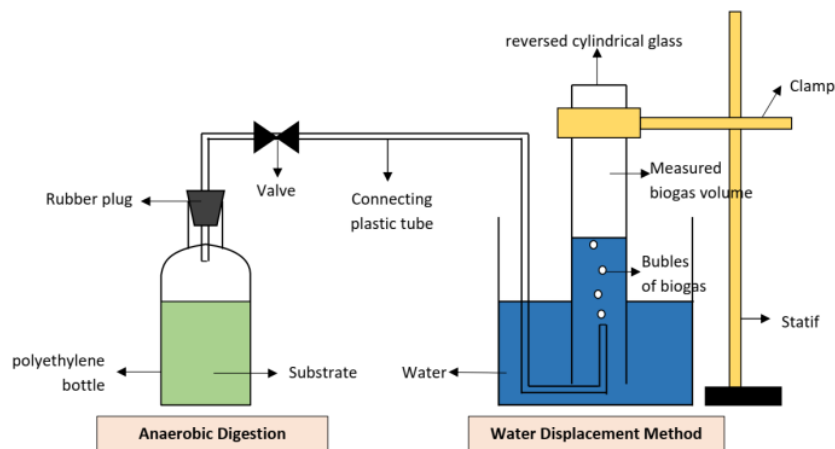 reversed cylindrical glass
Clamp
Rubber plug
Valve
Connecting
plastic tube
Measured
biogas volume
Bubles
of biogas
polyethylene
bottle
Substrate
Water
Statif
Anaerobic Digestion
Water Displacement Method